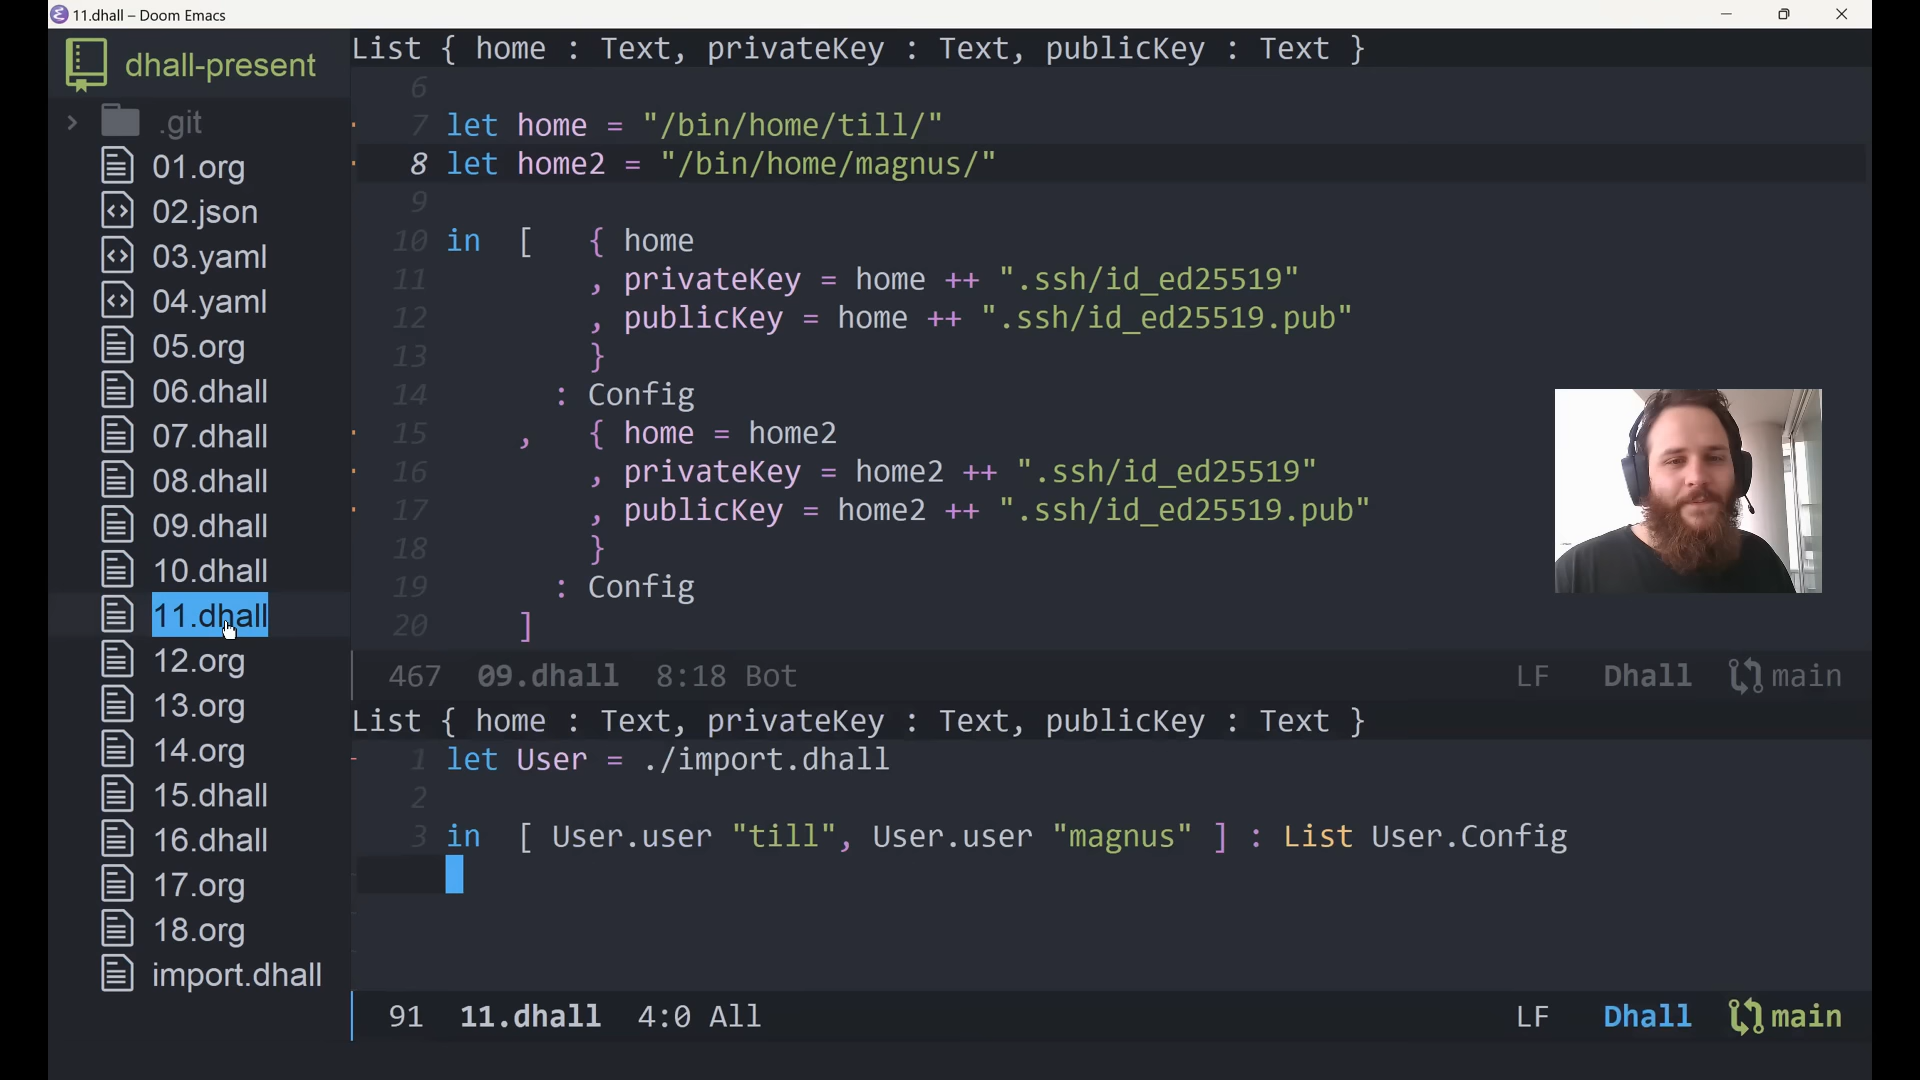 11.dhall – Doom Emacs
dhall-present
.git
01.org
02.json
03.yaml
04.yaml
05.org
06.dhall
07.dhall
08.dhall
09.dhall
10.dhall
11.dhall
12.org
13.org
14.org
15.dhall
16.dhall
17.org
18.org
import.dhall
List { home : Text, privateKey : Text, publicKey : Text }
6
7 let home = "/bin/home/till/"
8 let home2 = "/bin/home/magnus/"
9
10 in [ { home
11 , privateKey = home ++ ".ssh/id_ed25519"
12 , publicKey = home ++ ".ssh/id_ed25519.pub"
13 }
14 : Config
15 , { home = home2
16 , privateKey = home2 ++ ".ssh/id_ed25519"
17 , publicKey = home2 ++ ".ssh/id_ed25519.pub"
18 }
19 : Config
20 ]
467 09.dhall 8:18 Bot LF Dhall main
List { home : Text, privateKey : Text, publicKey : Text }
1 let User = ./import.dhall
2
3 in [ User.user "till", User.user "magnus" ] : List User.Config
91 11.dhall 4:0 All LF Dhall main